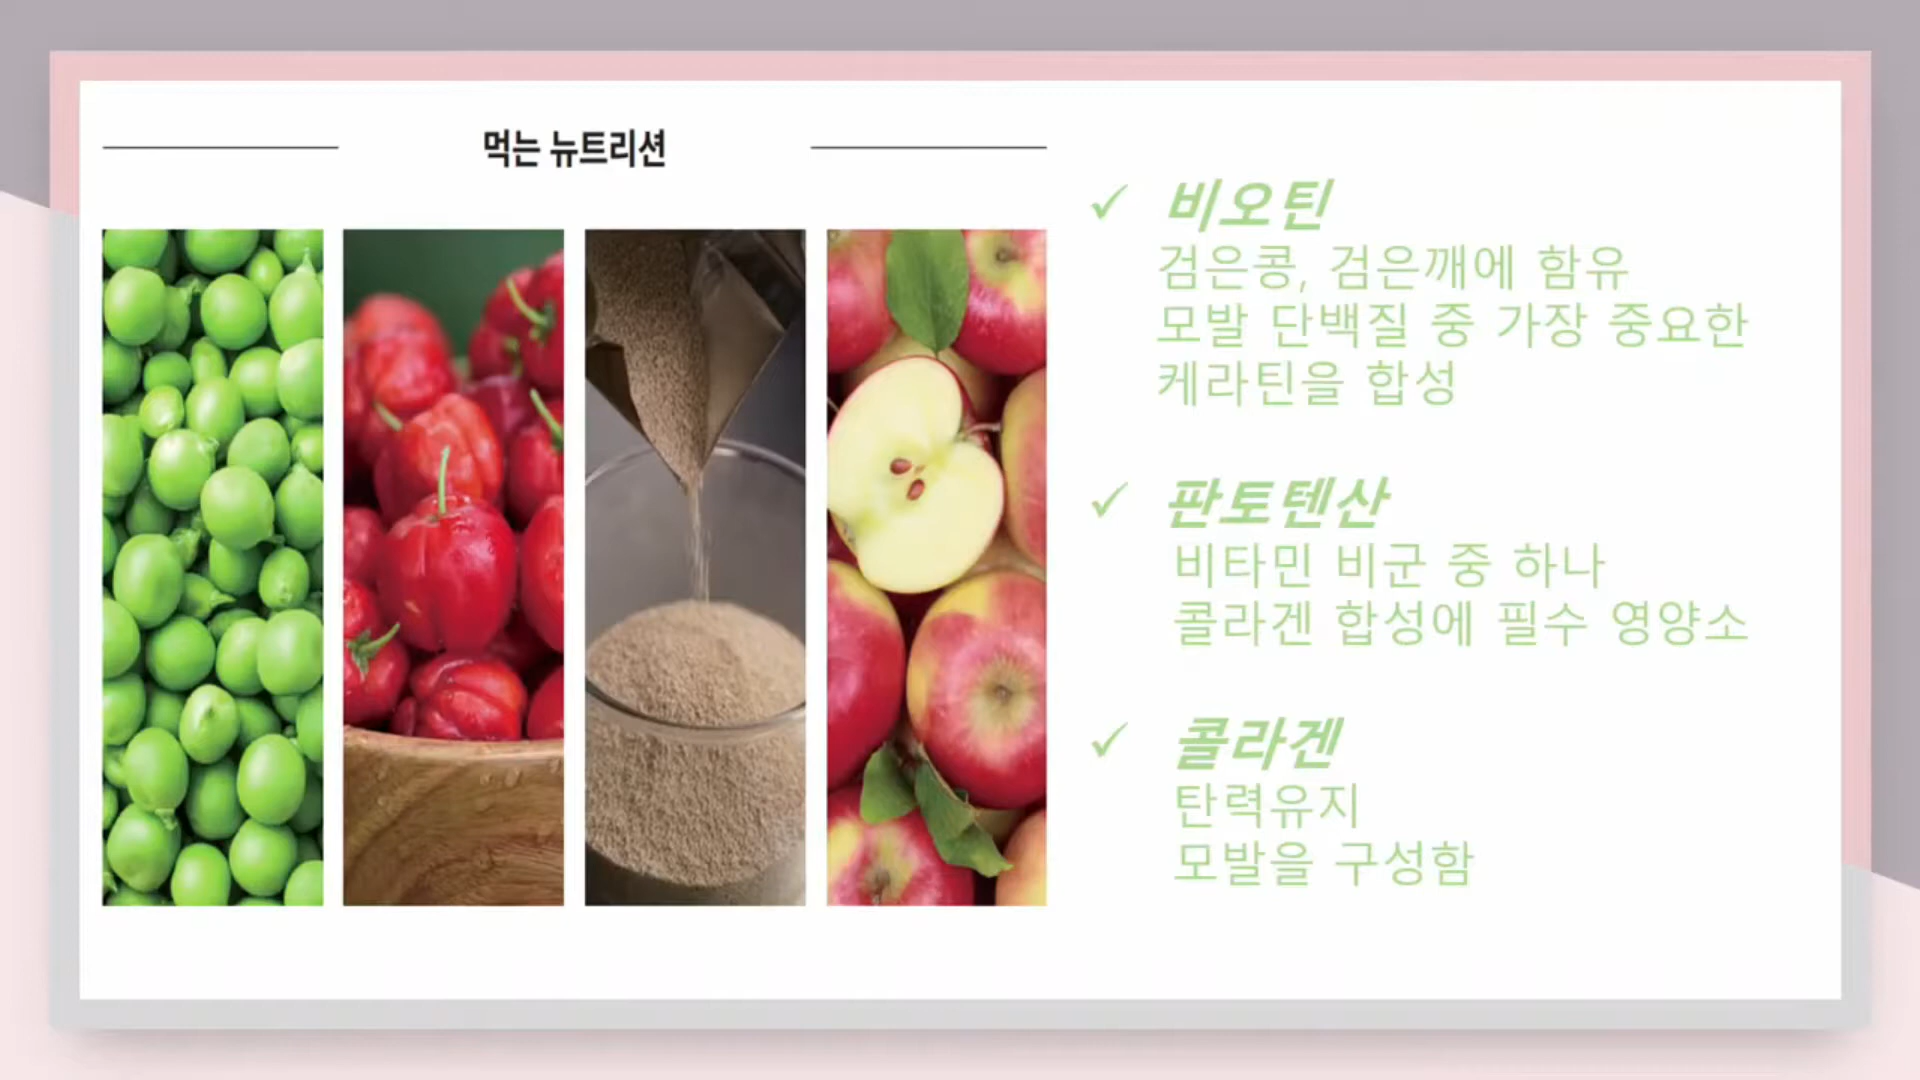 먹는 뉴트리션
✓ 비오틴
검은콩, 검은깨에 함유
모발 단백질 중 가장 중요한
케라틴을 합성
✓ 판토텐산
비타민 비군 중 하나
콜라겐 합성에 필수 영양소
✓ 콜라겐
탄력유지
모발을 구성함